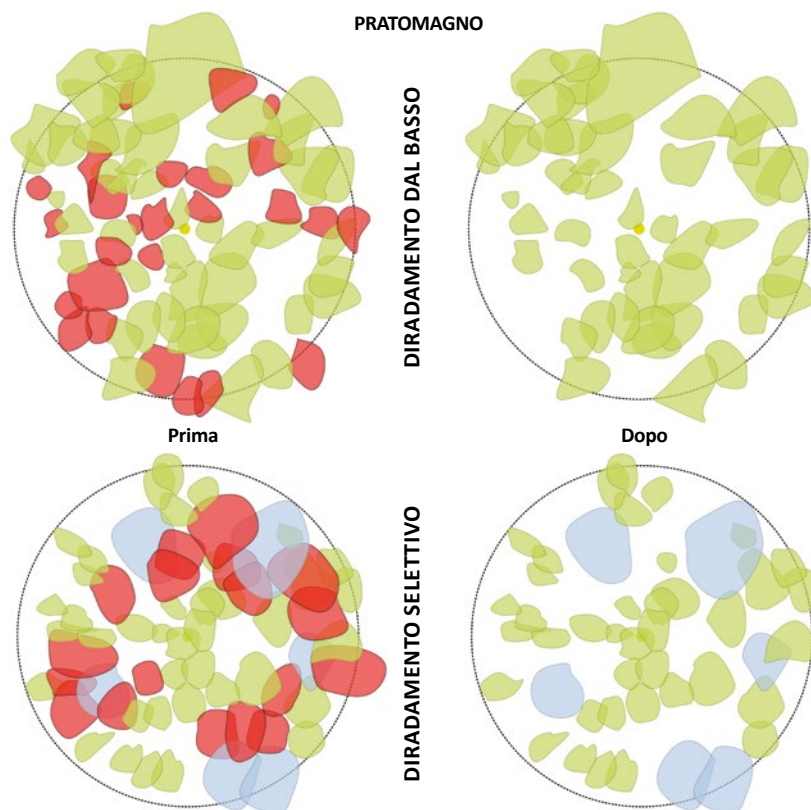 PRATOMAGNO
DIRADAMENTO DAL BASSO
Prima
Dopo
DIRADAMENTO SELETTIVO